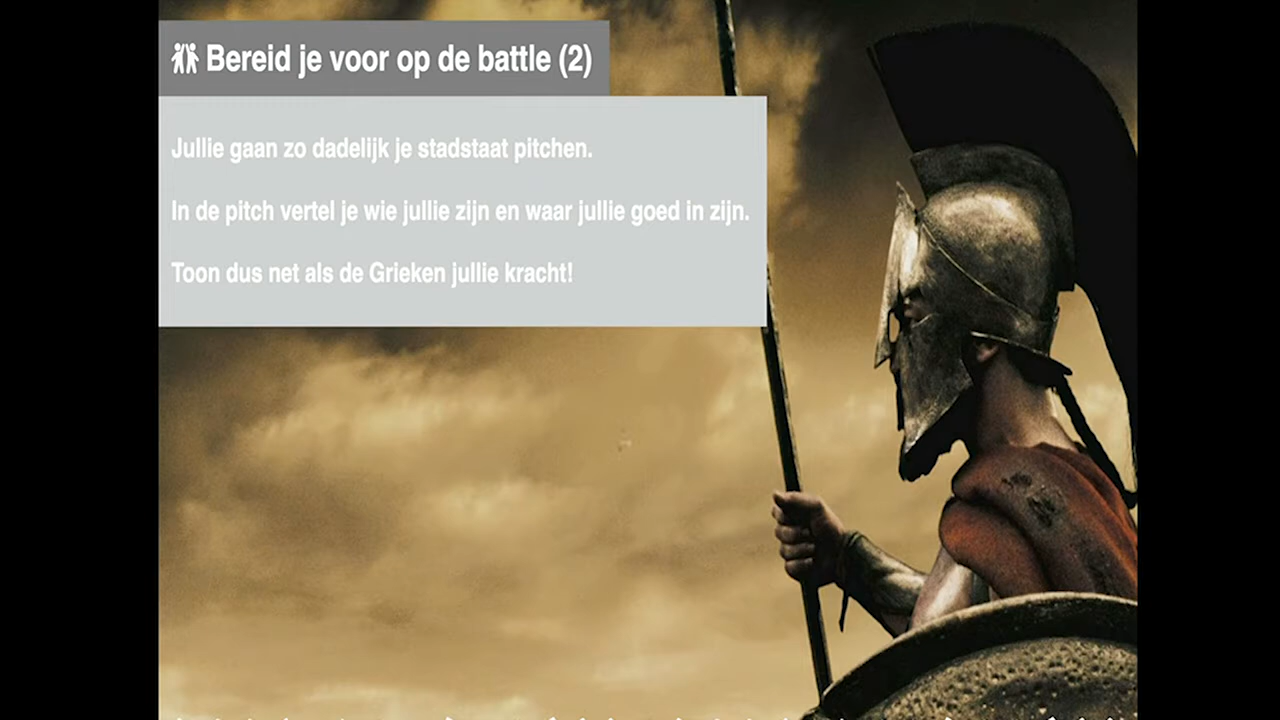 Bereid je voor op de battle (2)
Jullie gaan zo dadelijk je stadstaat pitchen.
In de pitch vertel je wie jullie zijn en waar jullie goed in zijn.
Toon dus net als de Grieken jullie kracht!